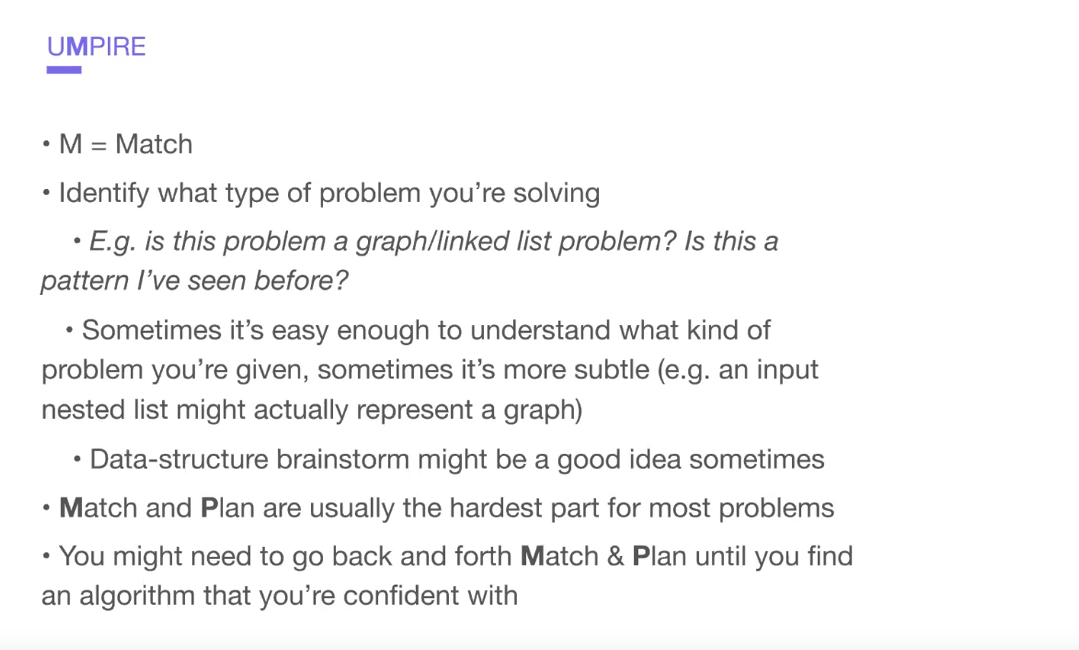 UMPIRE
• M = Match
• Identify what type of problem you’re solving
• E.g. is this problem a graph/linked list problem? Is this a
pattern I’ve seen before?
• Sometimes it’s easy enough to understand what kind of
problem you’re given, sometimes it’s more subtle (e.g. an input
nested list might actually represent a graph)
• Data-structure brainstorm might be a good idea sometimes
• Match and Plan are usually the hardest part for most problems
• You might need to go back and forth Match & Plan until you find
an algorithm that you’re confident with